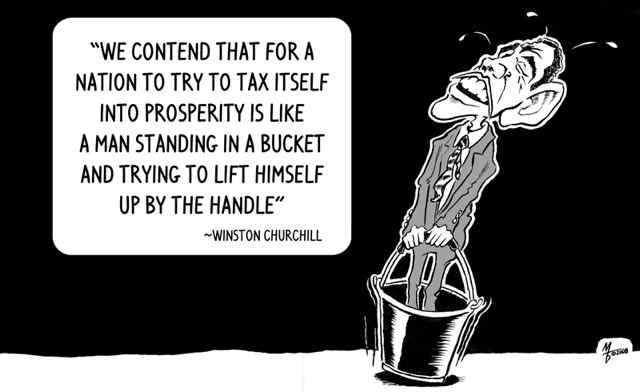 “WE CONTEND THAT FOR A
NATION TO TRY TO TAX ITSELF
INTO PROSPERITY IS LIKE
A MAN STANDING IN A BUCKET
AND TRYING TO LIFT HIMSELF
UP BY THE HANDLE”
~WINSTON CHURCHILL